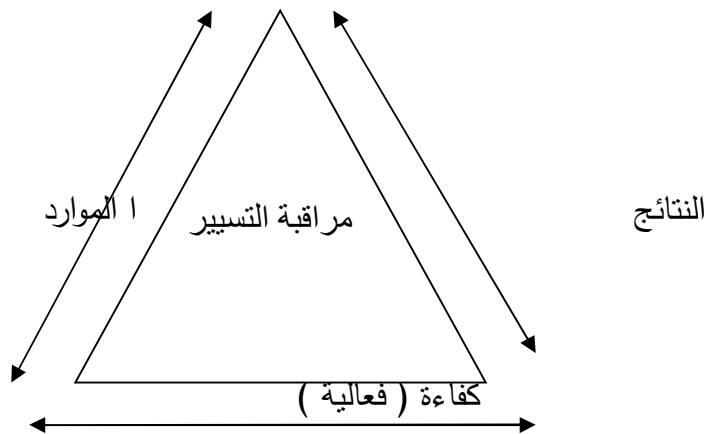 النتائج
مراقبة التسيير
ا الموارد
كفاءة ( فعالية )